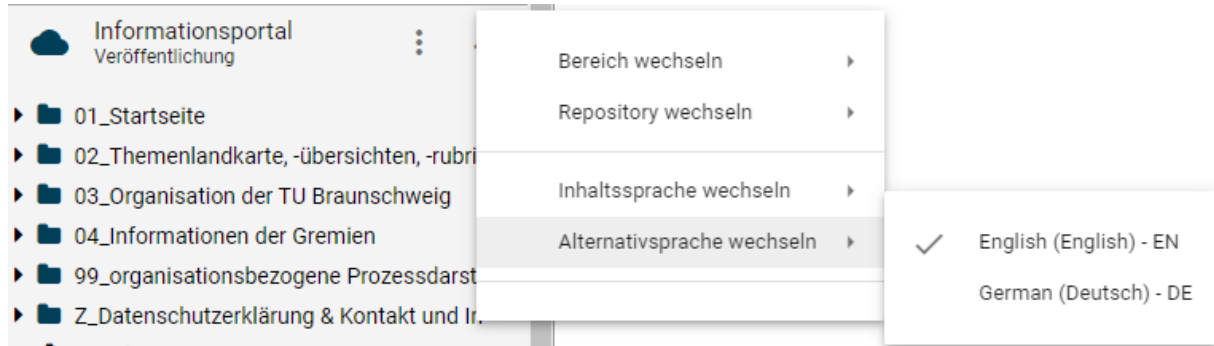 Informationsportal
Veröffentlichung
01_Startseite
02_Themenlandkarte, -übersichten, -rubri
03_Organisation der TU Braunschweig
04_Informationen der Gremien
99_organisationsbezogene Prozessdarst
Z_Datenschutzerklärung & Kontakt und In
Bereich wechseln
Repository wechseln
Inhaltssprache wechseln
Alternativsprache wechseln
English (English) - EN
German (Deutsch) - DE